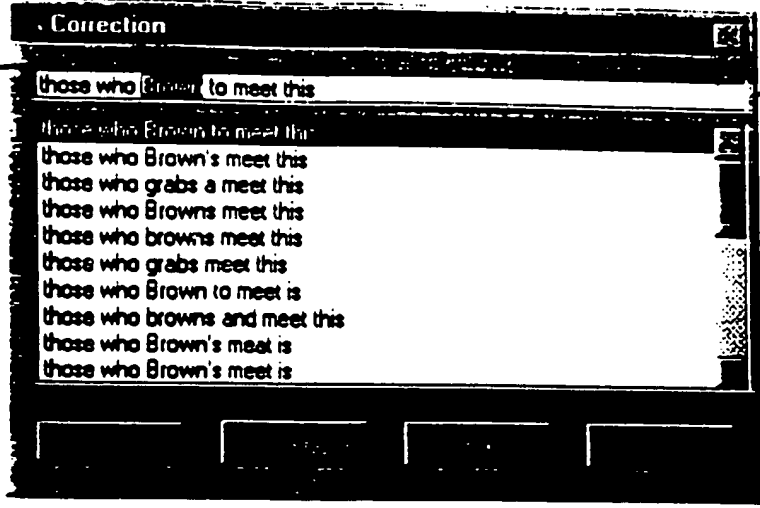 Correction
those who Brown to meet this
those who Brown to meet this
those who Brown's meet this
those who grabs a meet this
those who Browns meet this
those who browns meet this
those who grabs meet this
those who Brown to meet is
those who browns and meet this
those who Brown's meat is
those who Brown's meet is